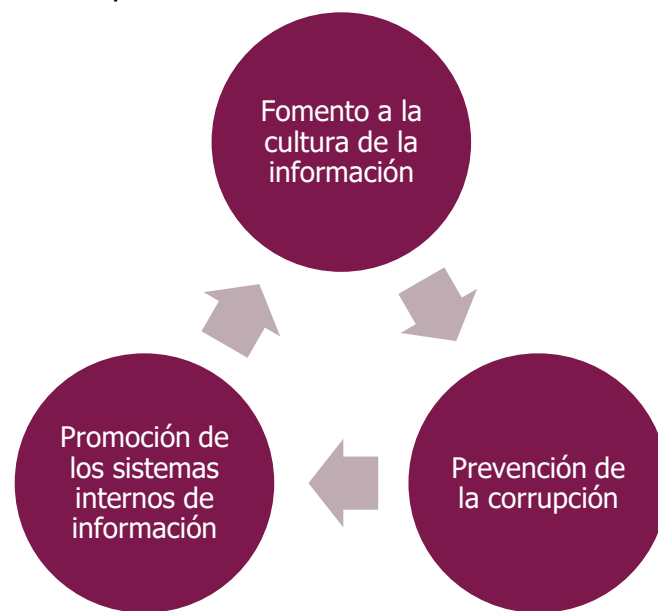 Fomento a la
cultura de la
información
Promoción de
los sistemas
internos de
información
Prevención de
la corrupción